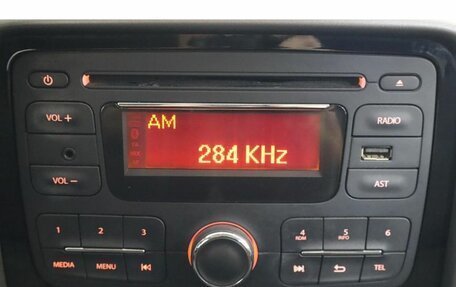 VOL +
AM
RADIO
284 KHz
VOL −
AST
1 2 3
4 RDM 5 INFO 6
MEDIA MENU
TEL